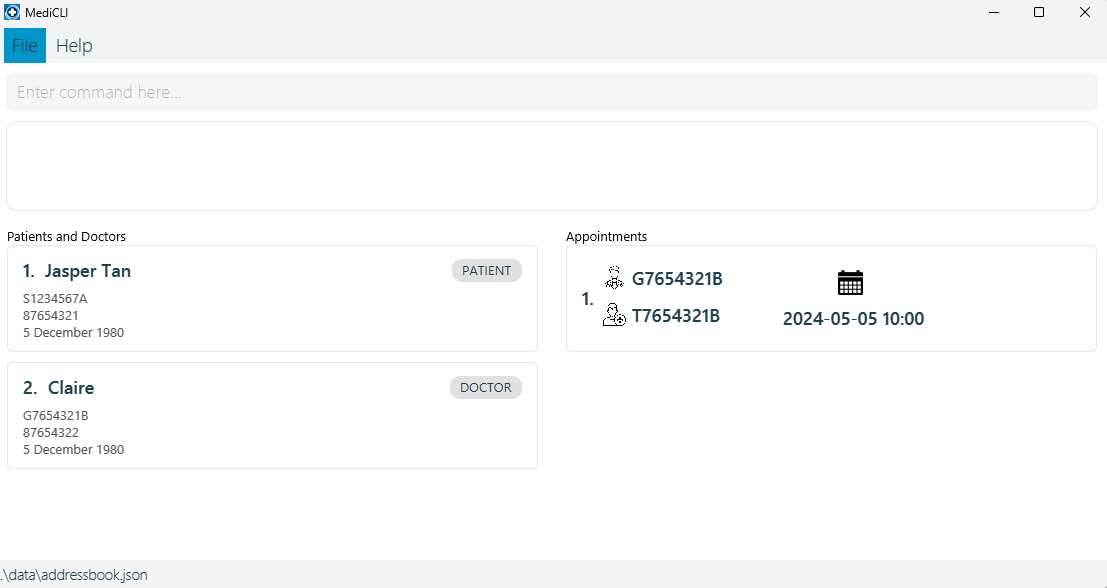 MediCLI
File Help
Enter command here...
Patients and Doctors
1. Jasper Tan PATIENT
S1234567A
87654321
5 December 1980
2. Claire DOCTOR
G7654321B
87654322
5 December 1980
Appointments
1.
G7654321B
T7654321B
2024-05-05 10:00
.\data\addressbook.json